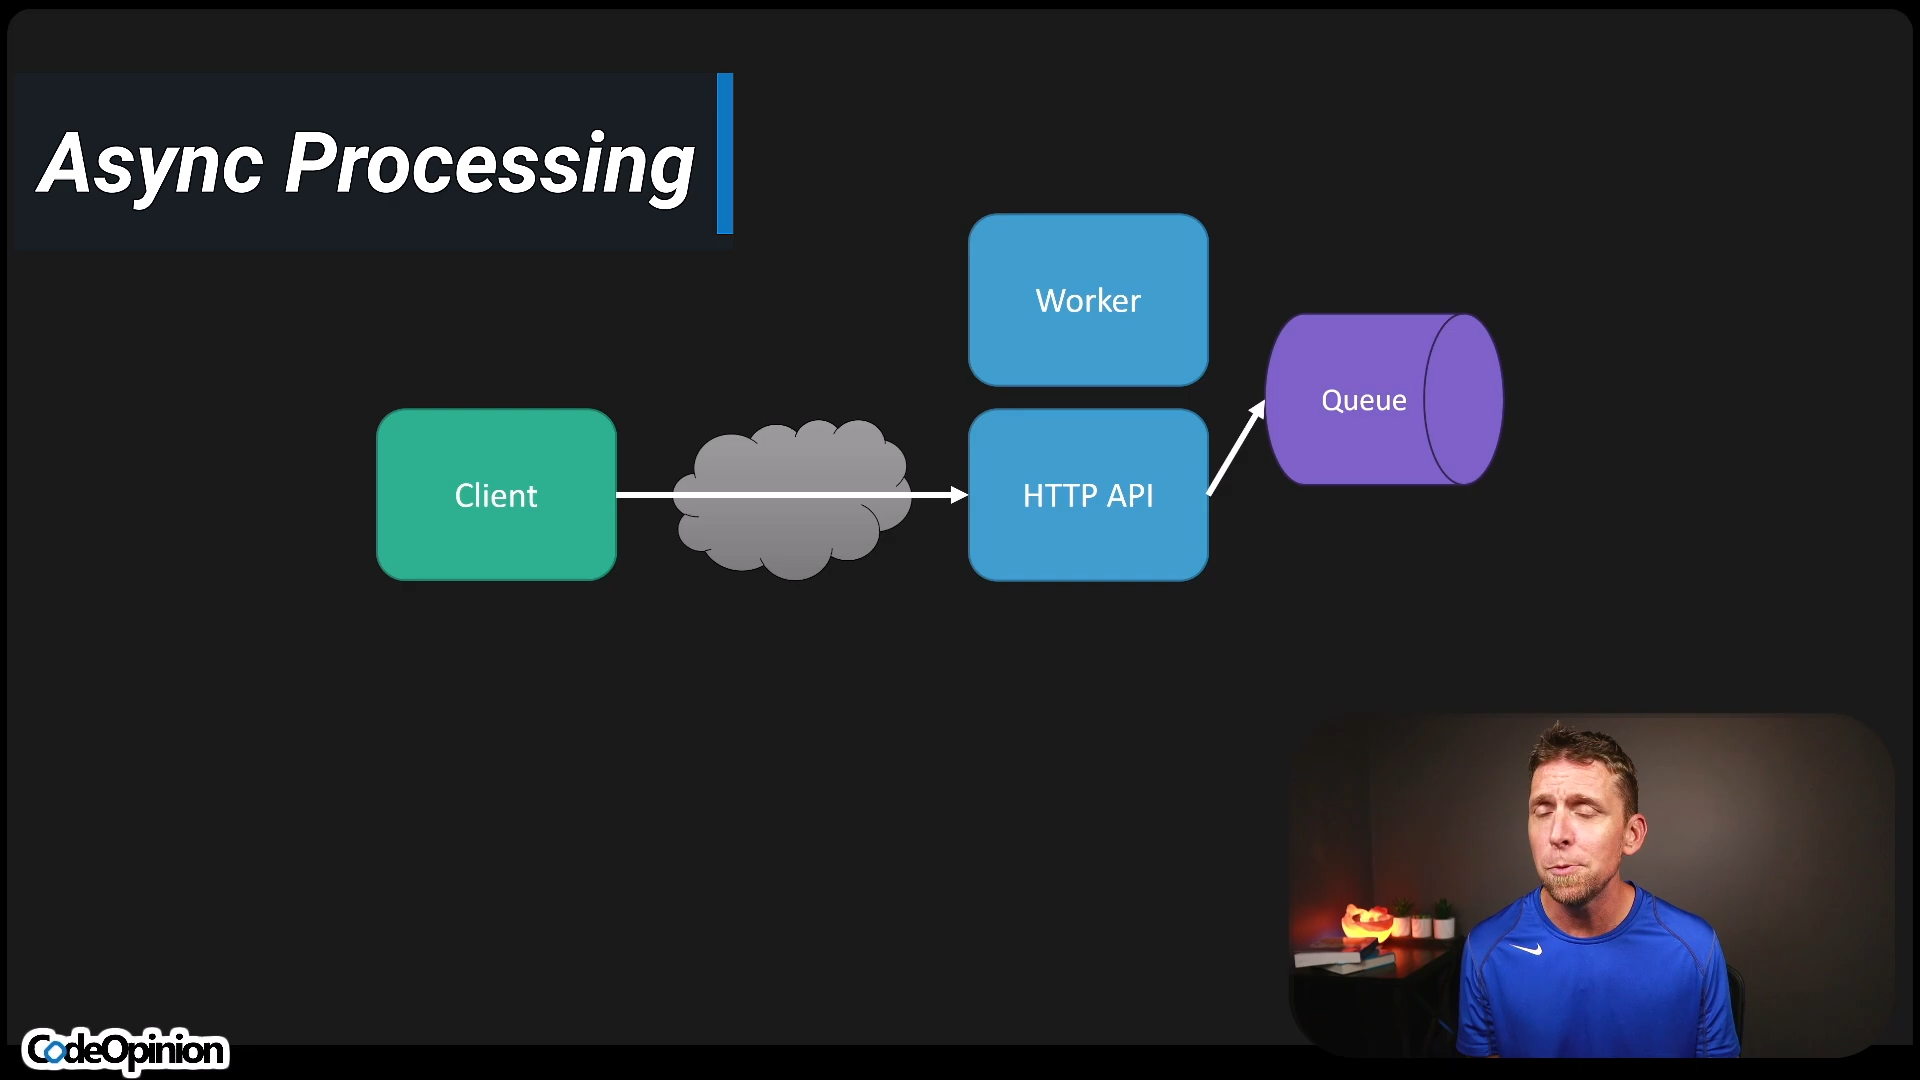 Async Processing
Worker
Queue
Client
HTTP API
CodeOpinion